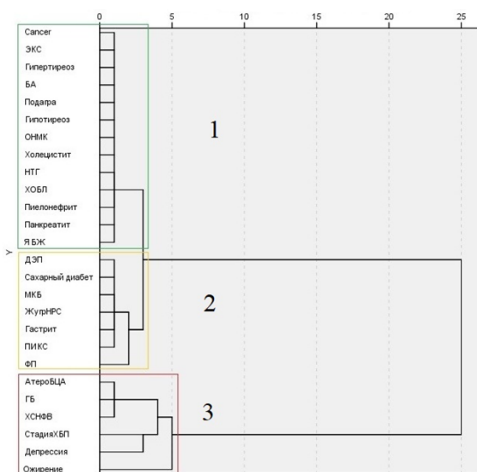 0 5 10 15 20 25
Cancer
ЭКС
Гипертиреоз
БА
Подагра
Гипотиреоз
ОНМК
Холецистит
НТГ
ХОБЛ
Пиелонефрит
Панкреатит
ЯБЖ
1
Y
ДЭП
Сахарный диабет
МКБ
ЖугрНРС
Гастрит
ПИКС
ФП
2
АтероБЦА
ГБ
ХСНФВ
СтадияХБП
Депрессия
Ожирение
3